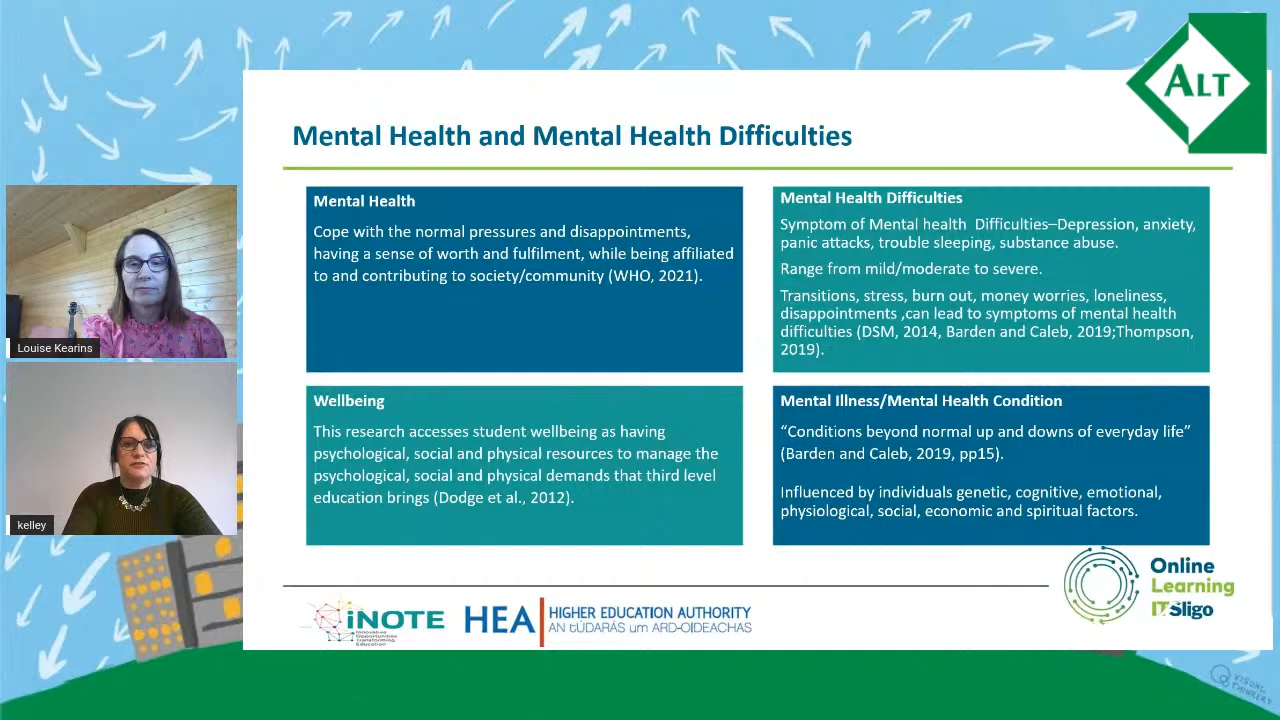 ALT
Mental Health and Mental Health Difficulties
Mental Health
Cope with the normal pressures and disappointments,
having a sense of worth and fulfilment, while being affiliated
to and contributing to society/community (WHO, 2021).
Mental Health Difficulties
Symptom of Mental health  Difficulties–Depression, anxiety,
panic attacks, trouble sleeping, substance abuse.
Range from mild/moderate to severe.
Transitions, stress, burn out, money worries, loneliness,
disappointments ,can lead to symptoms of mental health
difficulties (DSM, 2014, Barden and Caleb, 2019;Thompson,
2019).
Louise Kearins
kelley
Wellbeing
This research accesses student wellbeing as having
psychological, social and physical resources to manage the
psychological, social and physical demands that third level
education brings (Dodge et al., 2012).
Mental Illness/Mental Health Condition
“Conditions beyond normal up and downs of everyday life”
(Barden and Caleb, 2019, pp15).
Influenced by individuals genetic, cognitive, emotional,
physiological, social, economic and spiritual factors.
iNOTE
Innovative
Opportunities
Transforming
Education
HEA
HIGHER EDUCATION AUTHORITY
AN tÚDARÁS um ARD-OIDEACHAS
Online
Learning
IT Sligo
VISUAL
THINKERY